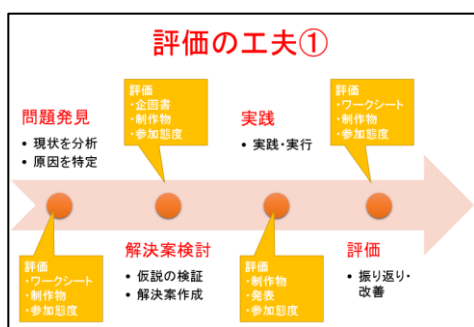 評価の工夫①
問題発見
• 現状を分析
• 原因を特定
評価
・ワークシート
・制作物
・参加態度
評価
・企画書
・制作物
・参加態度
解決案検討
• 仮説の検証
• 解決案作成
実践
• 実践・実行
評価
・制作物
・発表
・参加態度
評価
・ワークシート
・制作物
・参加態度
評価
• 振り返り・
改善